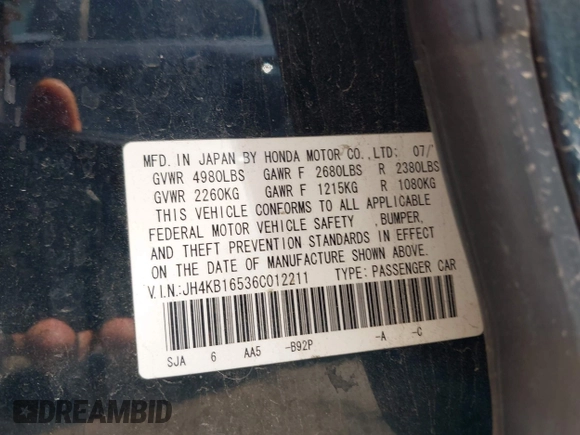 MFD. IN JAPAN BY HONDA MOTOR CO.,LTD: 07/
GVWR 4980LBS GAWR F 2680LBS R 2380LBS
GVWR 2260KG GAWR F 1215KG R 1080KG
THIS VEHICLE CONFORMS TO ALL APPLICABLE
FEDERAL MOTOR VEHICLE SAFETY ,BUMPER,
AND THEFT PREVENTION STANDARDS IN EFFECT
ON THE DATE OF MANUFACTURE SHOWN ABOVE.
V.I.N:JH4KB16536C012211 TYPE: PASSENGER CAR
SJA 6 AA5 -B92P -A -C
DREAMBID